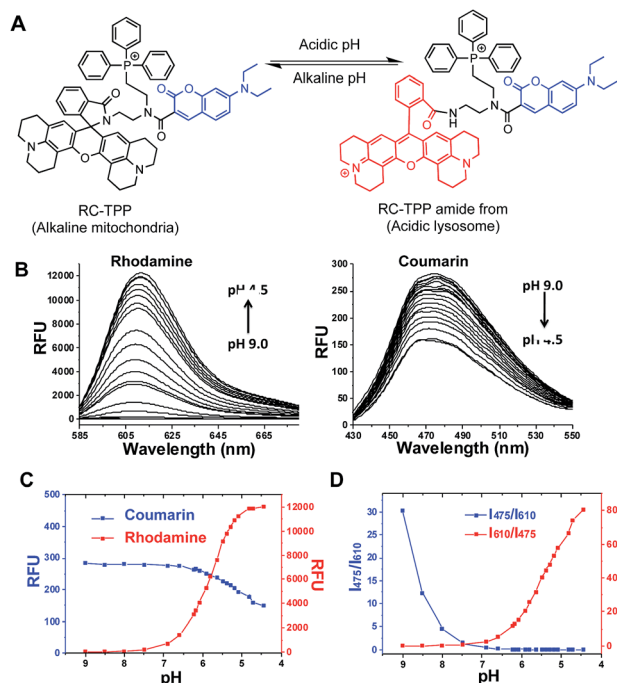 A
Acidic pH
Alkaline pH
P
⊕
O
N
N
O
O
O
N
N
O
N
RC-TPP
(Alkaline mitochondria)
P
⊕
O
N
H
N
O
O
O
N
N
⊕
O
N
RC-TPP amide from
(Acidic lysosome)
B
Rhodamine
pH 4.5
pH 9.0
RFU
12000
10000
8000
6000
4000
2000
0
585 605 625 645 665
Wavelength (nm)
Coumarin
pH 9.0
4.5
RFU
300
250
200
150
100
50
0
430 450 470 490 510 530 550
Wavelength (nm)
C
Coumarin
Rhodamine
RFU
500
400
300
200
100
0
12000
10000
8000
6000
4000
2000
0
RFU
9 8 7 6 5 4
pH
D
I475/I610
I610/I475
I475/I610
30
25
20
15
10
5
0
80
60
40
20
0
9 8 7 6 5 4
pH